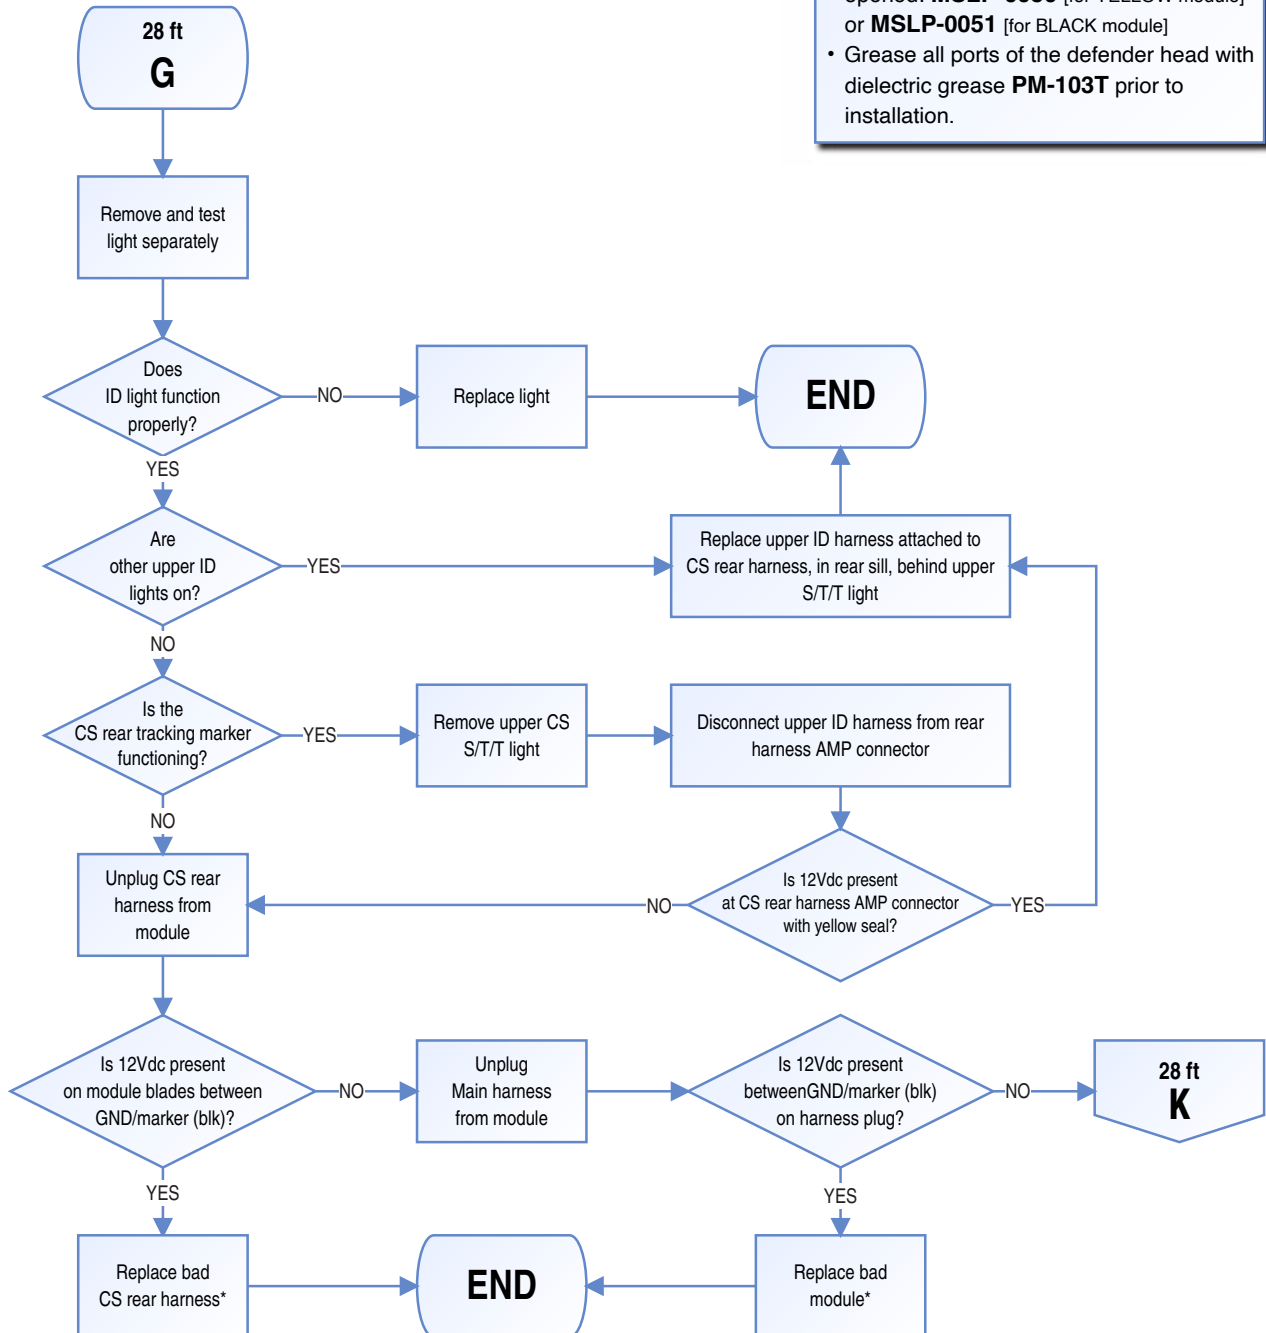 or MSLP-0051 [for BLACK module]
• Grease all ports of the defender head with
dielectric grease PM-103T prior to
installation.
28 ft
G
Remove and test
light separately
Does
ID light function
properly?
NO
Replace light
END
YES
Are
other upper ID
lights on?
YES
Replace upper ID harness attached to
CS rear harness, in rear sill, behind upper
S/T/T light
NO
Is the
CS rear tracking marker
functioning?
YES
Remove upper CS
S/T/T light
Disconnect upper ID harness from rear
harness AMP connector
NO
Unplug CS rear
harness from
module
NO
Is 12Vdc present
at CS rear harness AMP connector
with yellow seal?
YES
Is 12Vdc present
on module blades between
GND/marker (blk)?
NO
Unplug
Main harness
from module
Is 12Vdc present
betweenGND/marker (blk)
on harness plug?
NO
28 ft
K
YES
YES
Replace bad
CS rear harness*
END
Replace bad
module*